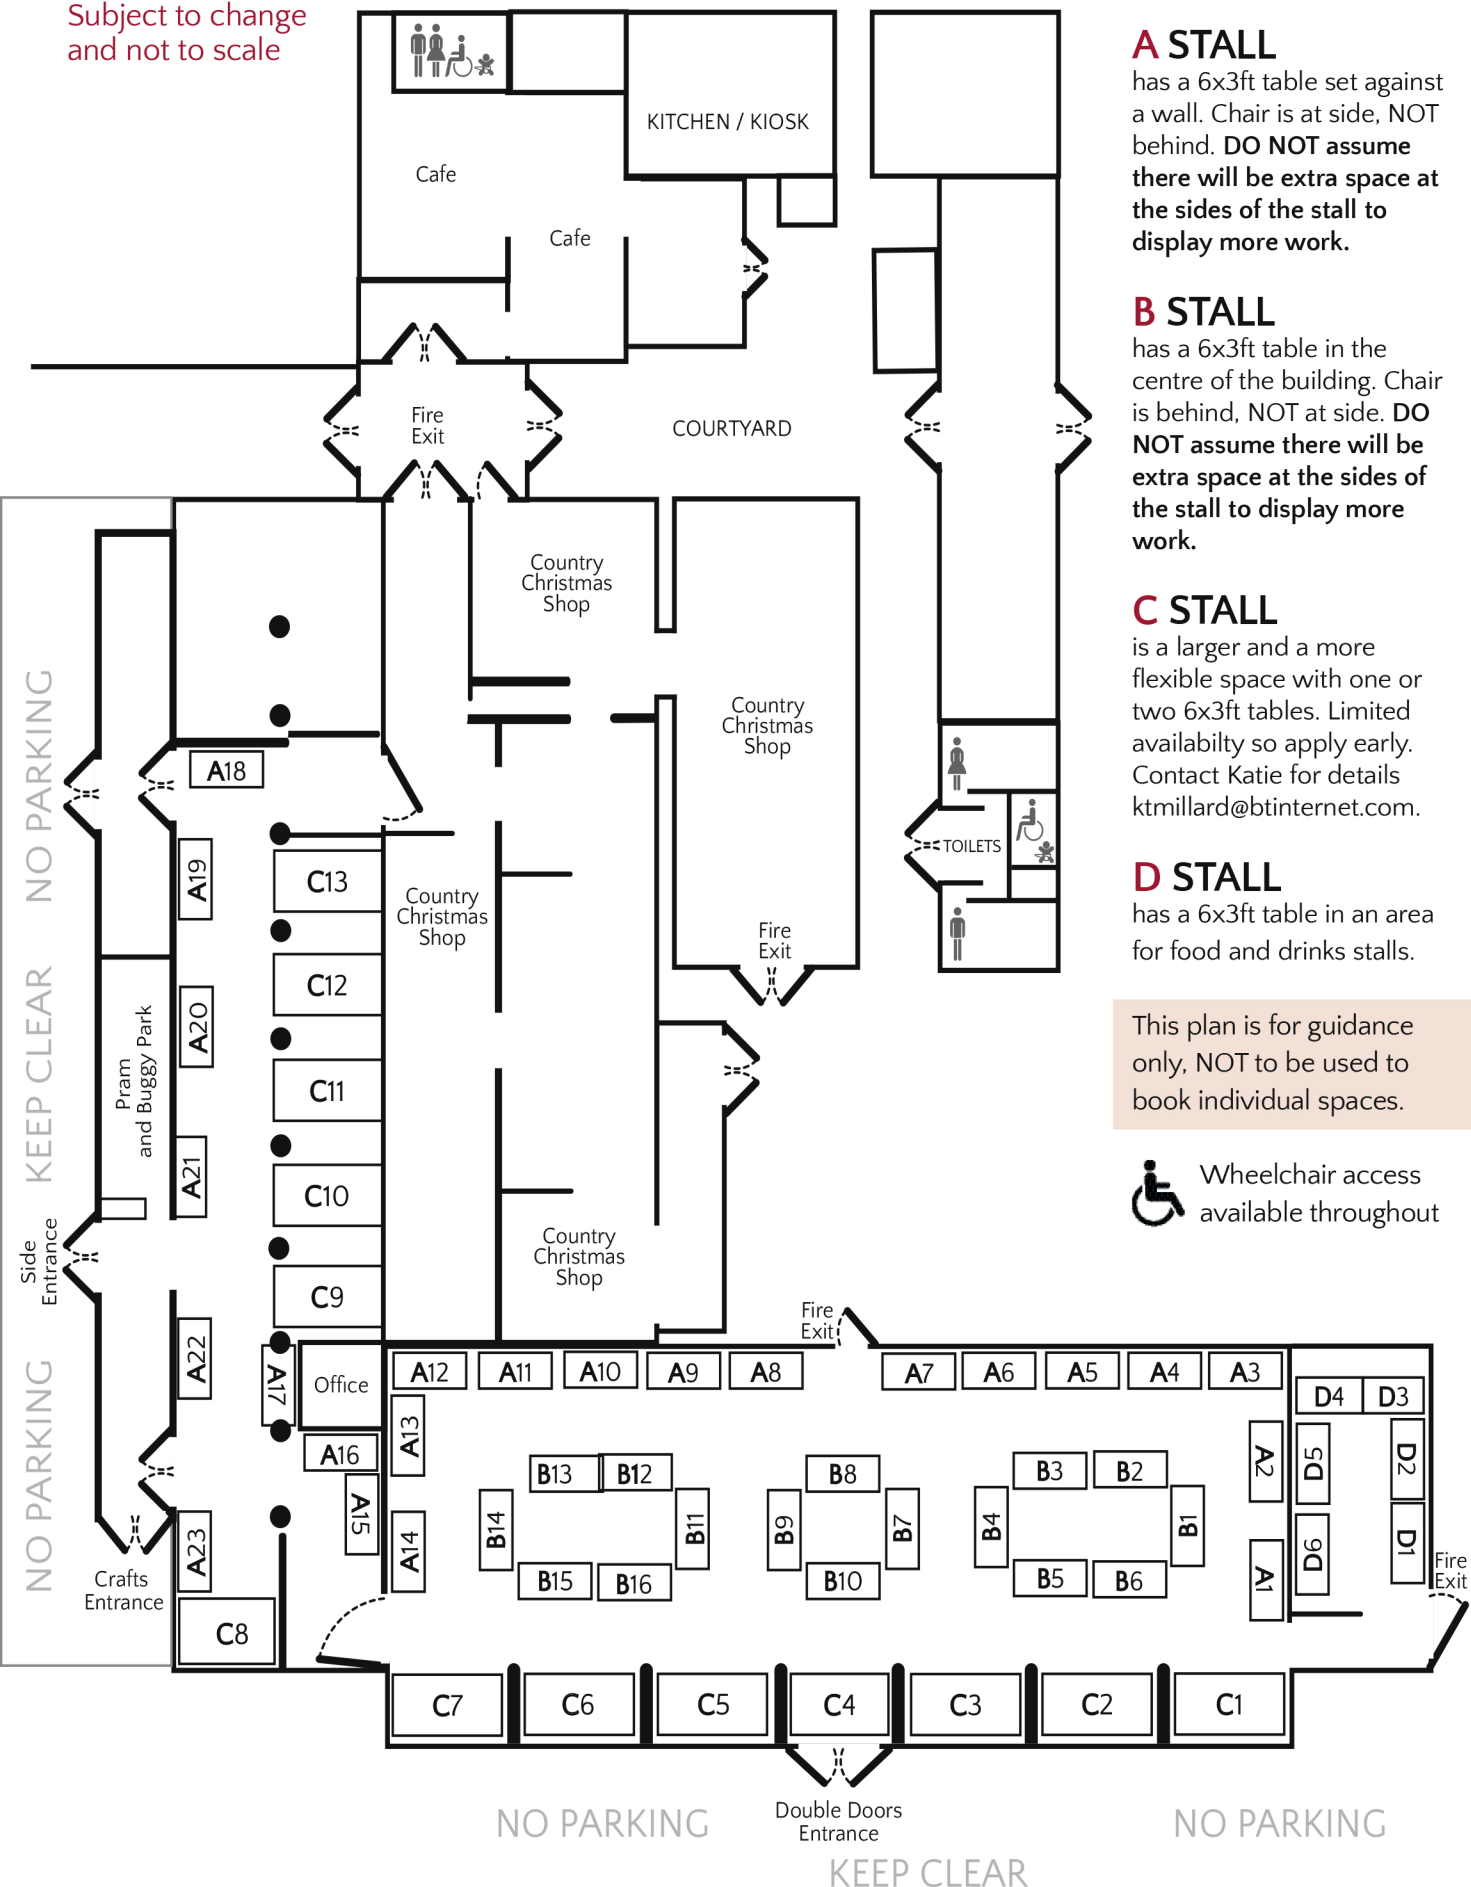 Subject to change
and not to scale
KITCHEN / KIOSK
Cafe
Cafe
Fire
Exit
COURTYARD
Country
Christmas
Shop
Country
Christmas
Shop
NO PARKING
KEEP CLEAR
NO PARKING
A18
A19
C13
Country
Christmas
Shop
TOILETS
Fire
Exit
C12
A20
Pram
and Buggy Park
C11
A21
C10
Side
Entrance
Country
Christmas
Shop
C9
Fire
Exit
A22
A17
Office
A12
A11
A10
A9
A8
A7
A6
A5
A4
A3
D4
D3
A13
A16
A2
D5
D2
B13
B12
B8
B3
B2
A15
A14
B14
B11
B9
B7
B4
B1
A23
D6
D1
Fire
Exit
Crafts
Entrance
B15
B16
B10
B5
B6
A1
C8
C7
C6
C5
C4
C3
C2
C1
Double Doors
Entrance
NO PARKING
NO PARKING
KEEP CLEAR
A STALL
has a 6x3ft table set against
a wall. Chair is at side, NOT
behind. DO NOT assume
there will be extra space at
the sides of the stall to
display more work.
B STALL
has a 6x3ft table in the
centre of the building. Chair
is behind, NOT at side. DO
NOT assume there will be
extra space at the sides of
the stall to display more
work.
C STALL
is a larger and a more
flexible space with one or
two 6x3ft tables. Limited
availabilty so apply early.
Contact Katie for details
ktmillard@btinternet.com.
D STALL
has a 6x3ft table in an area
for food and drinks stalls.
This plan is for guidance
only, NOT to be used to
book individual spaces.
Wheelchair access
available throughout